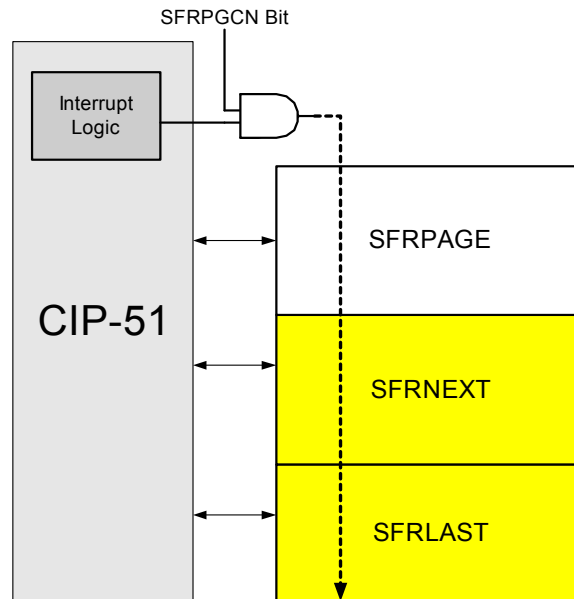 SFRPGCN Bit
Interrupt
Logic
SFRPAGE
CIP-51
SFRNEXT
SFRLAST